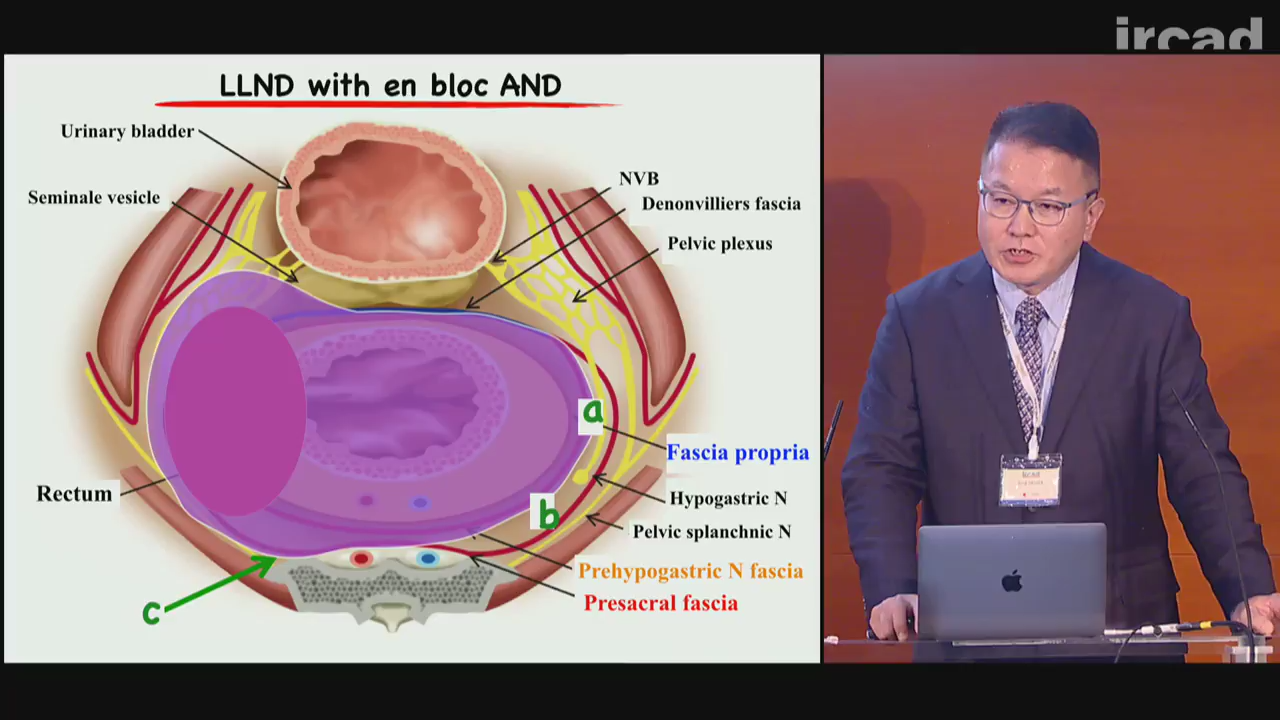 ircad
LLND with en bloc AND
Urinary bladder
Seminale vesicle
NVB
Denonvilliers fascia
Pelvic plexus
a
Fascia propria
Rectum
Hypogastric N
b
Pelvic splanchnic N
Prehypogastric N fascia
Presacral fascia
c